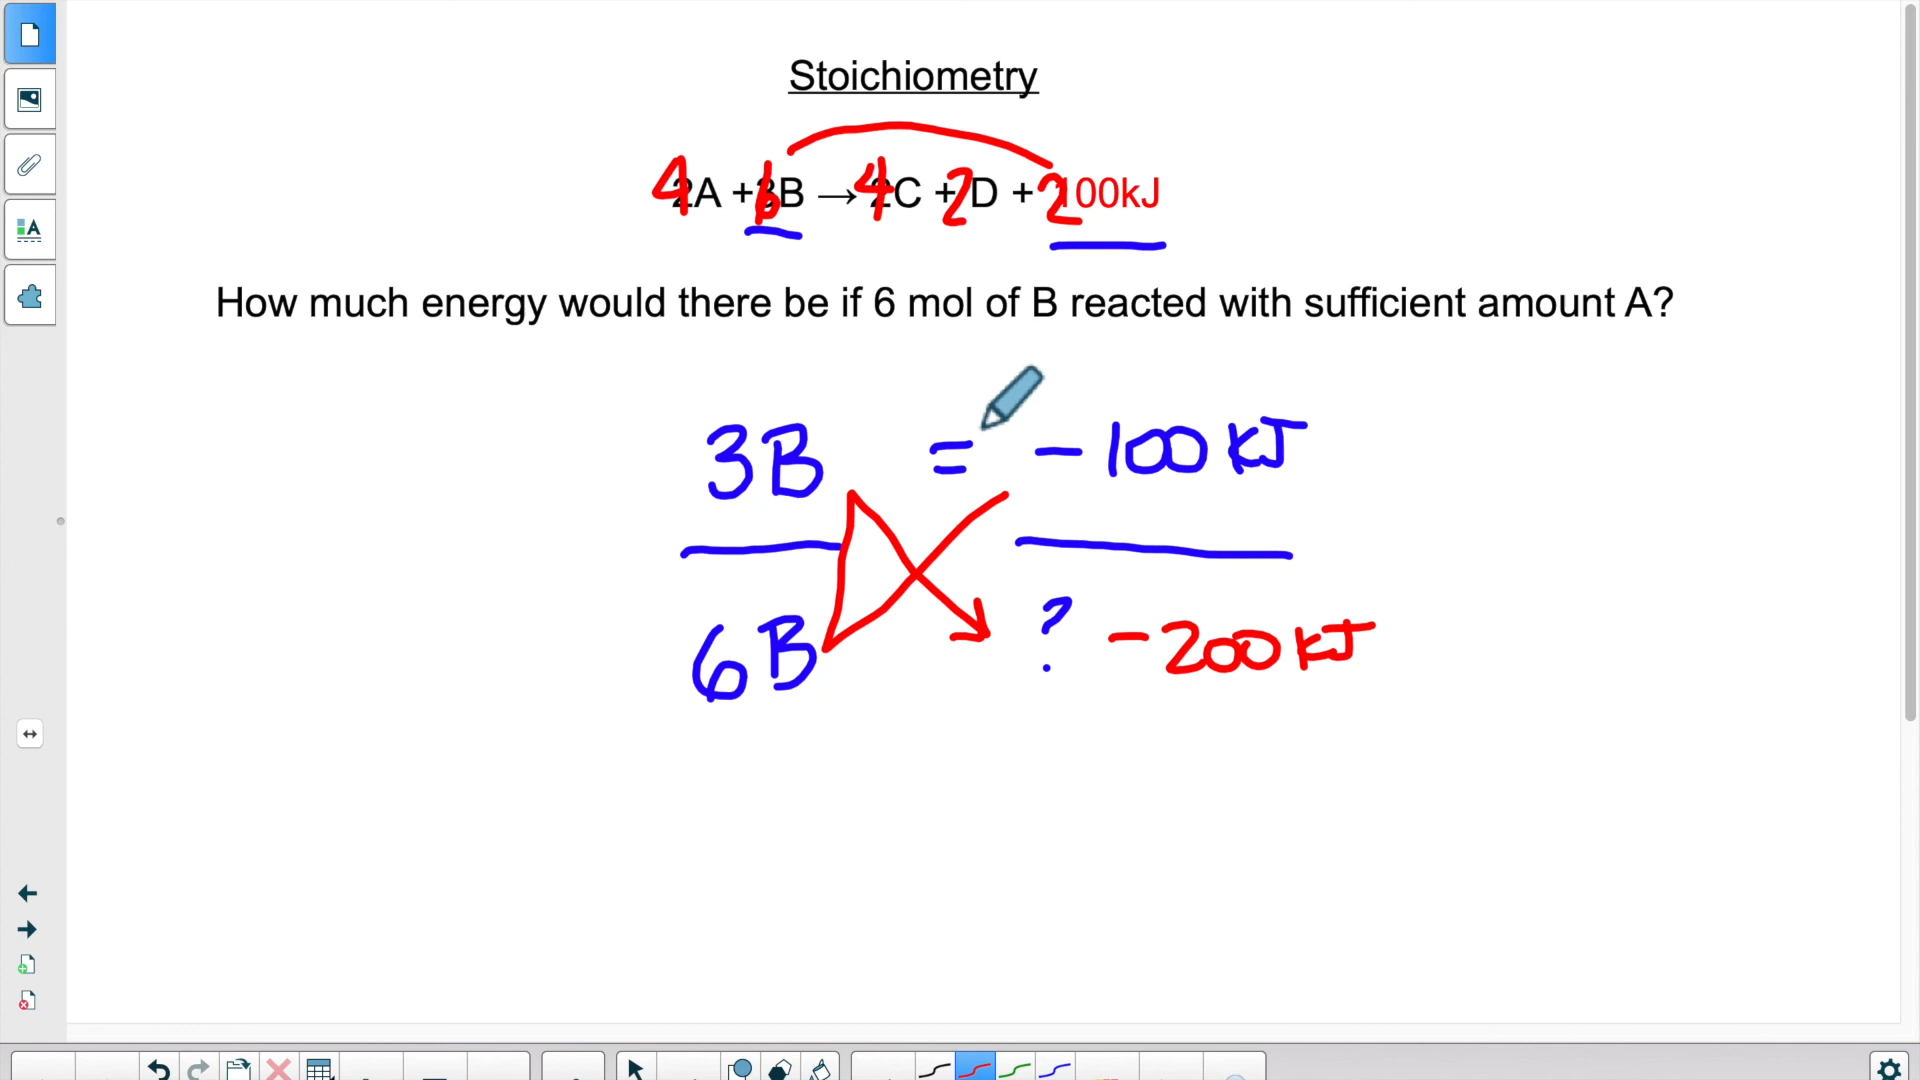 Stoichiometry
2A + 3B → 2C + D + 100kJ
4 6 4 2 2
How much energy would there be if 6 mol of B reacted with sufficient amount A?
3B = - 100 kJ
6B ? - 200 kJ